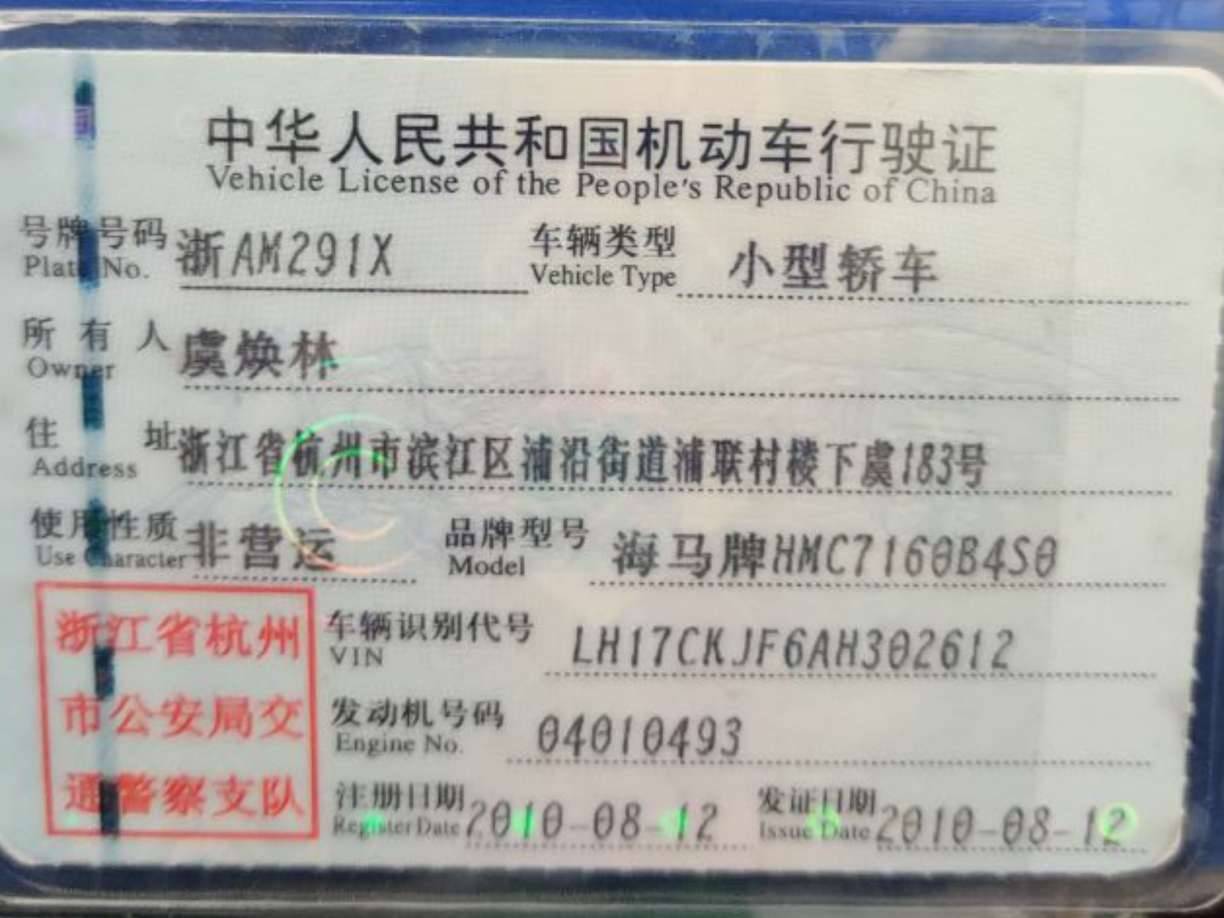 中华人民共和国机动车行驶证
Vehicle License of the People's Republic of China
号牌号码 浙AM291X 车辆类型 小型轿车
Plate No. Vehicle Type
所有人 虞焕林
Owner
住址 浙江省杭州市滨江区浦沿街道浦联村楼下虞183号
Address
使用性质 非营运 品牌型号 海马牌HMC7160B4S0
Use Character Model
浙江省杭州
市公安局交
通警察支队
车辆识别代号 LH17CKJF6AH302612
VIN
发动机号码 04010493
Engine No.
注册日期 2010-08-12 发证日期 2010-08-12
Register Date Issue Date